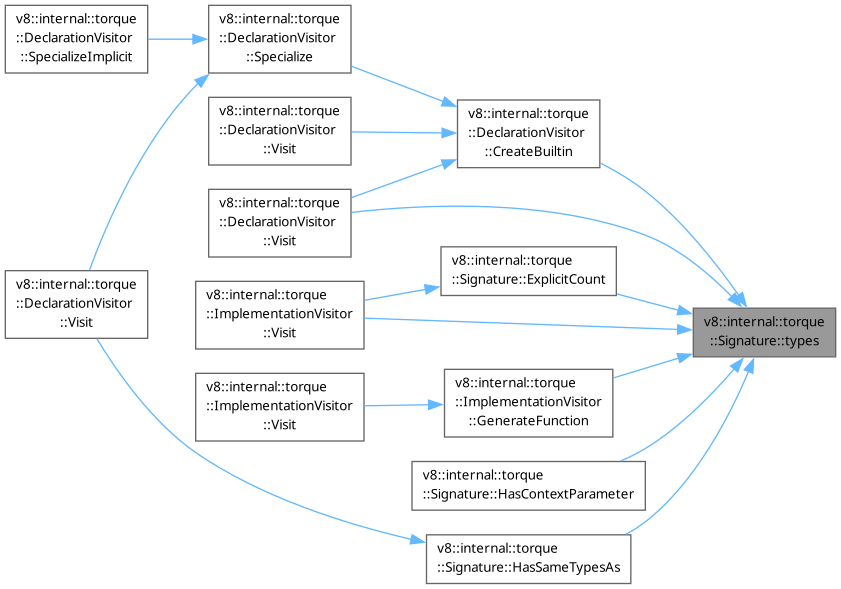 v8::internal::torque
::DeclarationVisitor
::SpecializeImplicit
v8::internal::torque
::DeclarationVisitor
::Specialize
v8::internal::torque
::DeclarationVisitor
::Visit
v8::internal::torque
::DeclarationVisitor
::CreateBuiltin
v8::internal::torque
::DeclarationVisitor
::Visit
v8::internal::torque
::Signature::ExplicitCount
v8::internal::torque
::DeclarationVisitor
::Visit
v8::internal::torque
::ImplementationVisitor
::Visit
v8::internal::torque
::Signature::types
v8::internal::torque
::ImplementationVisitor
::Visit
v8::internal::torque
::ImplementationVisitor
::GenerateFunction
v8::internal::torque
::Signature::HasContextParameter
v8::internal::torque
::Signature::HasSameTypesAs